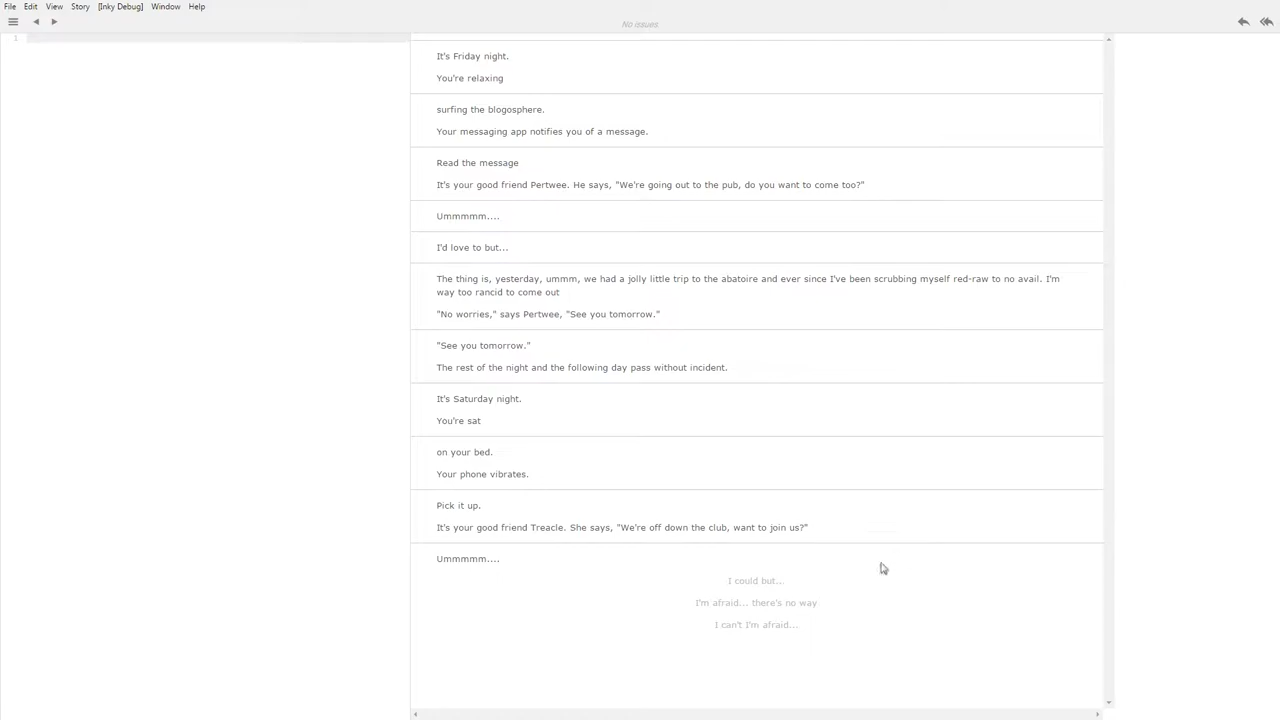 File Edit View Story [Inky Debug] Window Help
No issues.
1
It's Friday night.
You're relaxing
surfing the blogosphere.
Your messaging app notifies you of a message.
Read the message
It's your good friend Pertwee. He says, "We're going out to the pub, do you want to come too?"
Ummmmm....
I'd love to but...
The thing is, yesterday, ummm, we had a jolly little trip to the abatoire and ever since I've been scrubbing myself red-raw to no avail. I'm
way too rancid to come out
"No worries," says Pertwee, "See you tomorrow."
"See you tomorrow."
The rest of the night and the following day pass without incident.
It's Saturday night.
You're sat
on your bed.
Your phone vibrates.
Pick it up.
It's your good friend Treacle. She says, "We're off down the club, want to join us?"
Ummmmm....
I could but...
I'm afraid... there's no way
I can't I'm afraid...